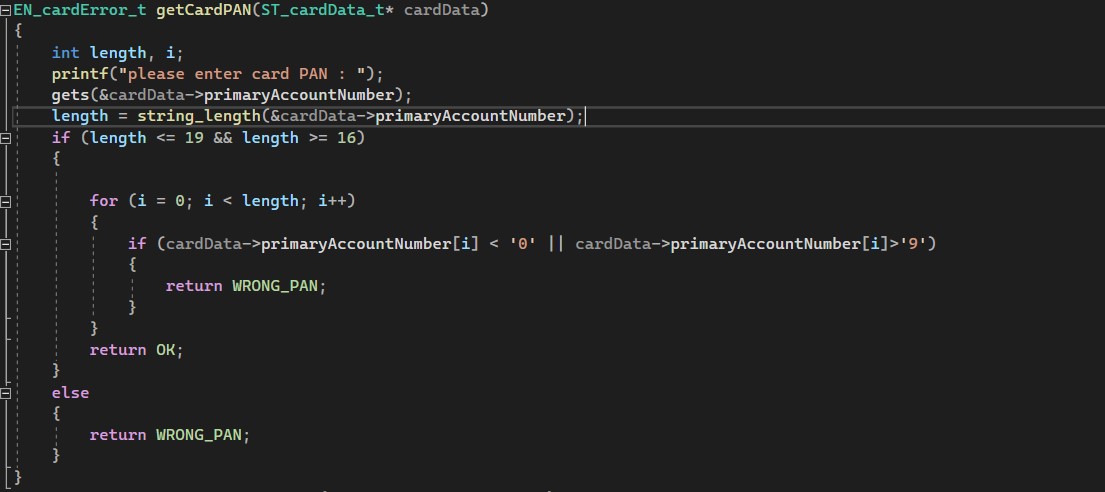 EN_cardError_t getCardPAN(ST_cardData_t* cardData)
{
int length, i;
printf("please enter card PAN : ");
gets(&cardData->primaryAccountNumber);
length = string_length(&cardData->primaryAccountNumber);
if (length <= 19 && length >= 16)
{
for (i = 0; i < length; i++)
{
if (cardData->primaryAccountNumber[i] < '0' || cardData->primaryAccountNumber[i]>'9')
{
return WRONG_PAN;
}
}
return OK;
}
else
{
return WRONG_PAN;
}
}